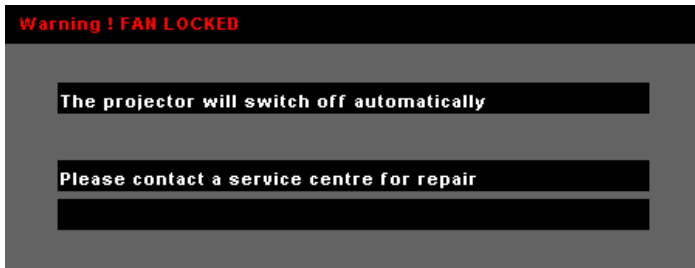 Warning ! FAN LOCKED
The projector will switch off automatically
Please contact a service centre for repair